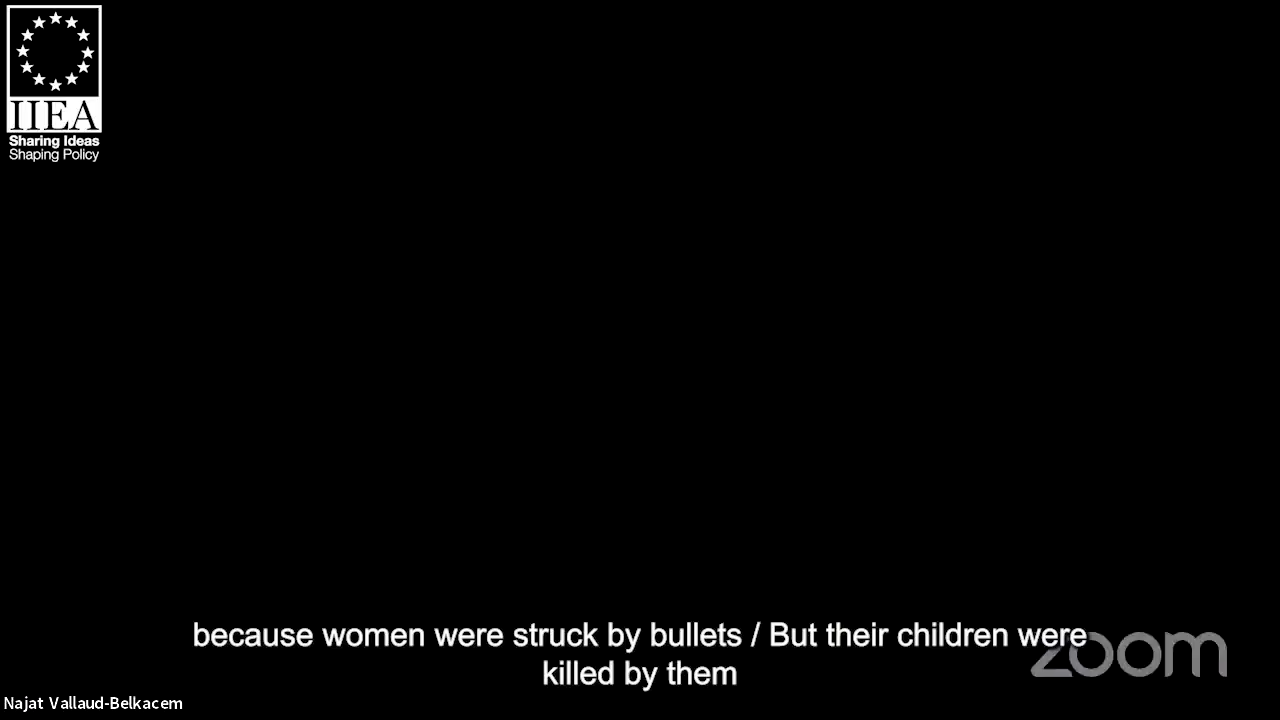 IIEA
Sharing Ideas
Shaping Policy
because women were struck by bullets / But their children were
killed by them
zoom
Najat Vallaud-Belkacem